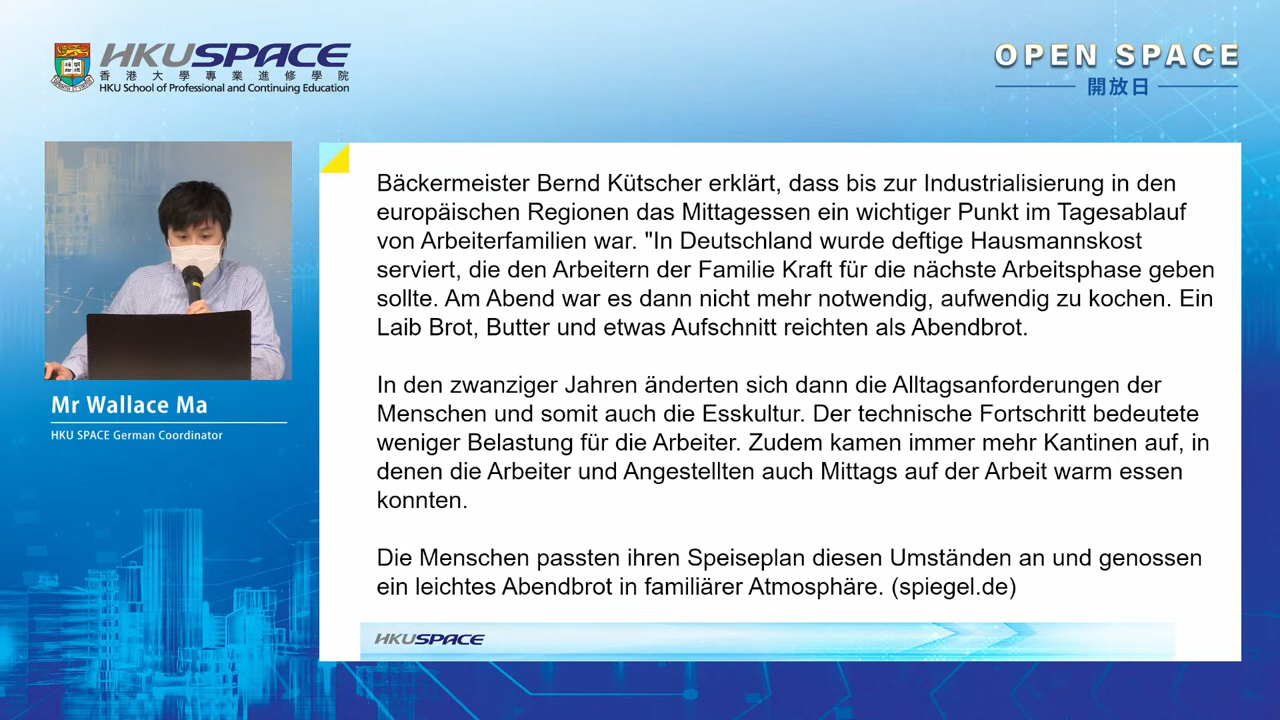 HKUSPACE
香港大學專業進修學院
HKU School of Professional and Continuing Education
OPEN SPACE
開放日
Mr Wallace Ma
HKU SPACE German Coordinator
Bäckermeister Bernd Kütscher erklärt, dass bis zur Industrialisierung in den
europäischen Regionen das Mittagessen ein wichtiger Punkt im Tagesablauf
von Arbeiterfamilien war. "In Deutschland wurde deftige Hausmannskost
serviert, die den Arbeitern der Familie Kraft für die nächste Arbeitsphase geben
sollte. Am Abend war es dann nicht mehr notwendig, aufwendig zu kochen. Ein
Laib Brot, Butter und etwas Aufschnitt reichten als Abendbrot.
In den zwanziger Jahren änderten sich dann die Alltagsanforderungen der
Menschen und somit auch die Esskultur. Der technische Fortschritt bedeutete
weniger Belastung für die Arbeiter. Zudem kamen immer mehr Kantinen auf, in
denen die Arbeiter und Angestellten auch Mittags auf der Arbeit warm essen
konnten.
Die Menschen passten ihren Speiseplan diesen Umständen an und genossen
ein leichtes Abendbrot in familiärer Atmosphäre. (spiegel.de)
HKUSPACE